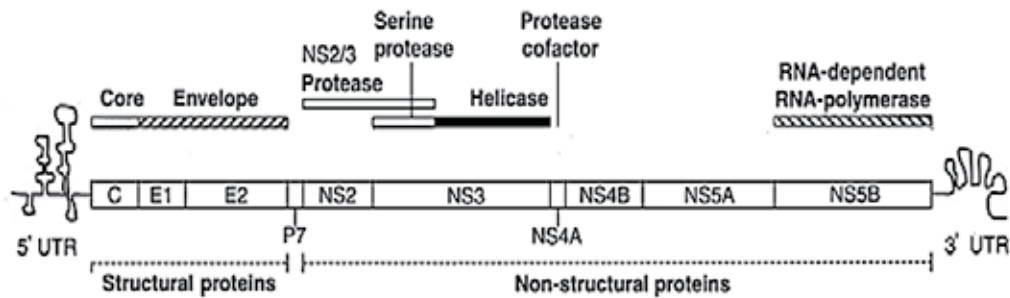 Serine
protease
Protease
cofactor
NS2/3
Protease
RNA-dependent
RNA-polymerase
Core
Envelope
Helicase
C E1 E2 NS2 NS3 NS4B NS5A NS5B
5' UTR
P7
NS4A
3' UTR
Structural proteins
Non-structural proteins